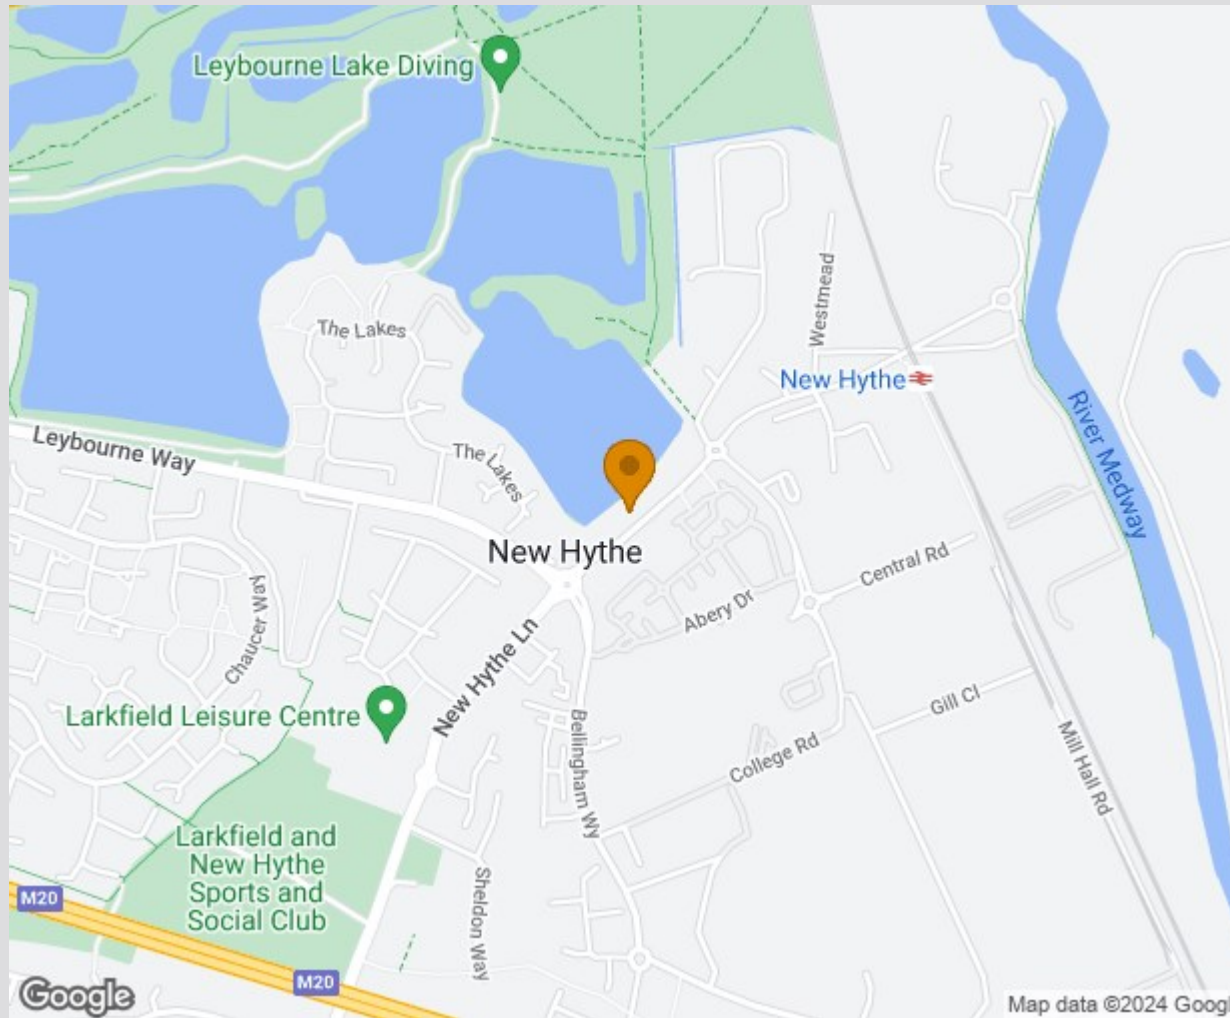 Leybourne Lake Diving
The Lakes
Westmead
New Hythe
River Medway
Leybourne Way
The Lakes
New Hythe
Central Rd
Abery Dr
Chaucer Way
New Hythe Ln
Larkfield Leisure Centre
Bellingham Wy
Gill Cl
College Rd
Mill Hall Rd
Larkfield and
New Hythe
Sports and
Social Club
Sheldon Way
M20
M20
Google
Map data ©2024 Googl